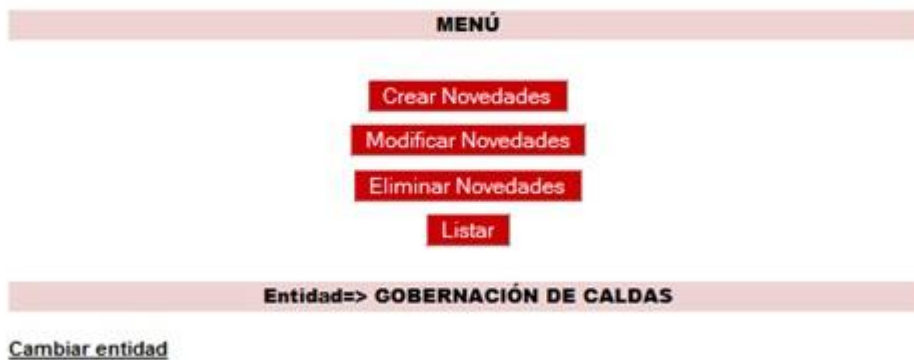 MENÚ
Crear Novedades
Modificar Novedades
Eliminar Novedades
Listar
Entidad=> GOBERNACIÓN DE CALDAS
Cambiar entidad